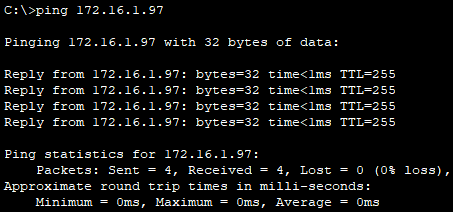 C:\>ping 172.16.1.97
Pinging 172.16.1.97 with 32 bytes of data:
Reply from 172.16.1.97: bytes=32 time<1ms TTL=255
Reply from 172.16.1.97: bytes=32 time<1ms TTL=255
Reply from 172.16.1.97: bytes=32 time<1ms TTL=255
Reply from 172.16.1.97: bytes=32 time<1ms TTL=255
Ping statistics for 172.16.1.97:
    Packets: Sent = 4, Received = 4, Lost = 0 (0% loss),
Approximate round trip times in milli-seconds:
    Minimum = 0ms, Maximum = 0ms, Average = 0ms